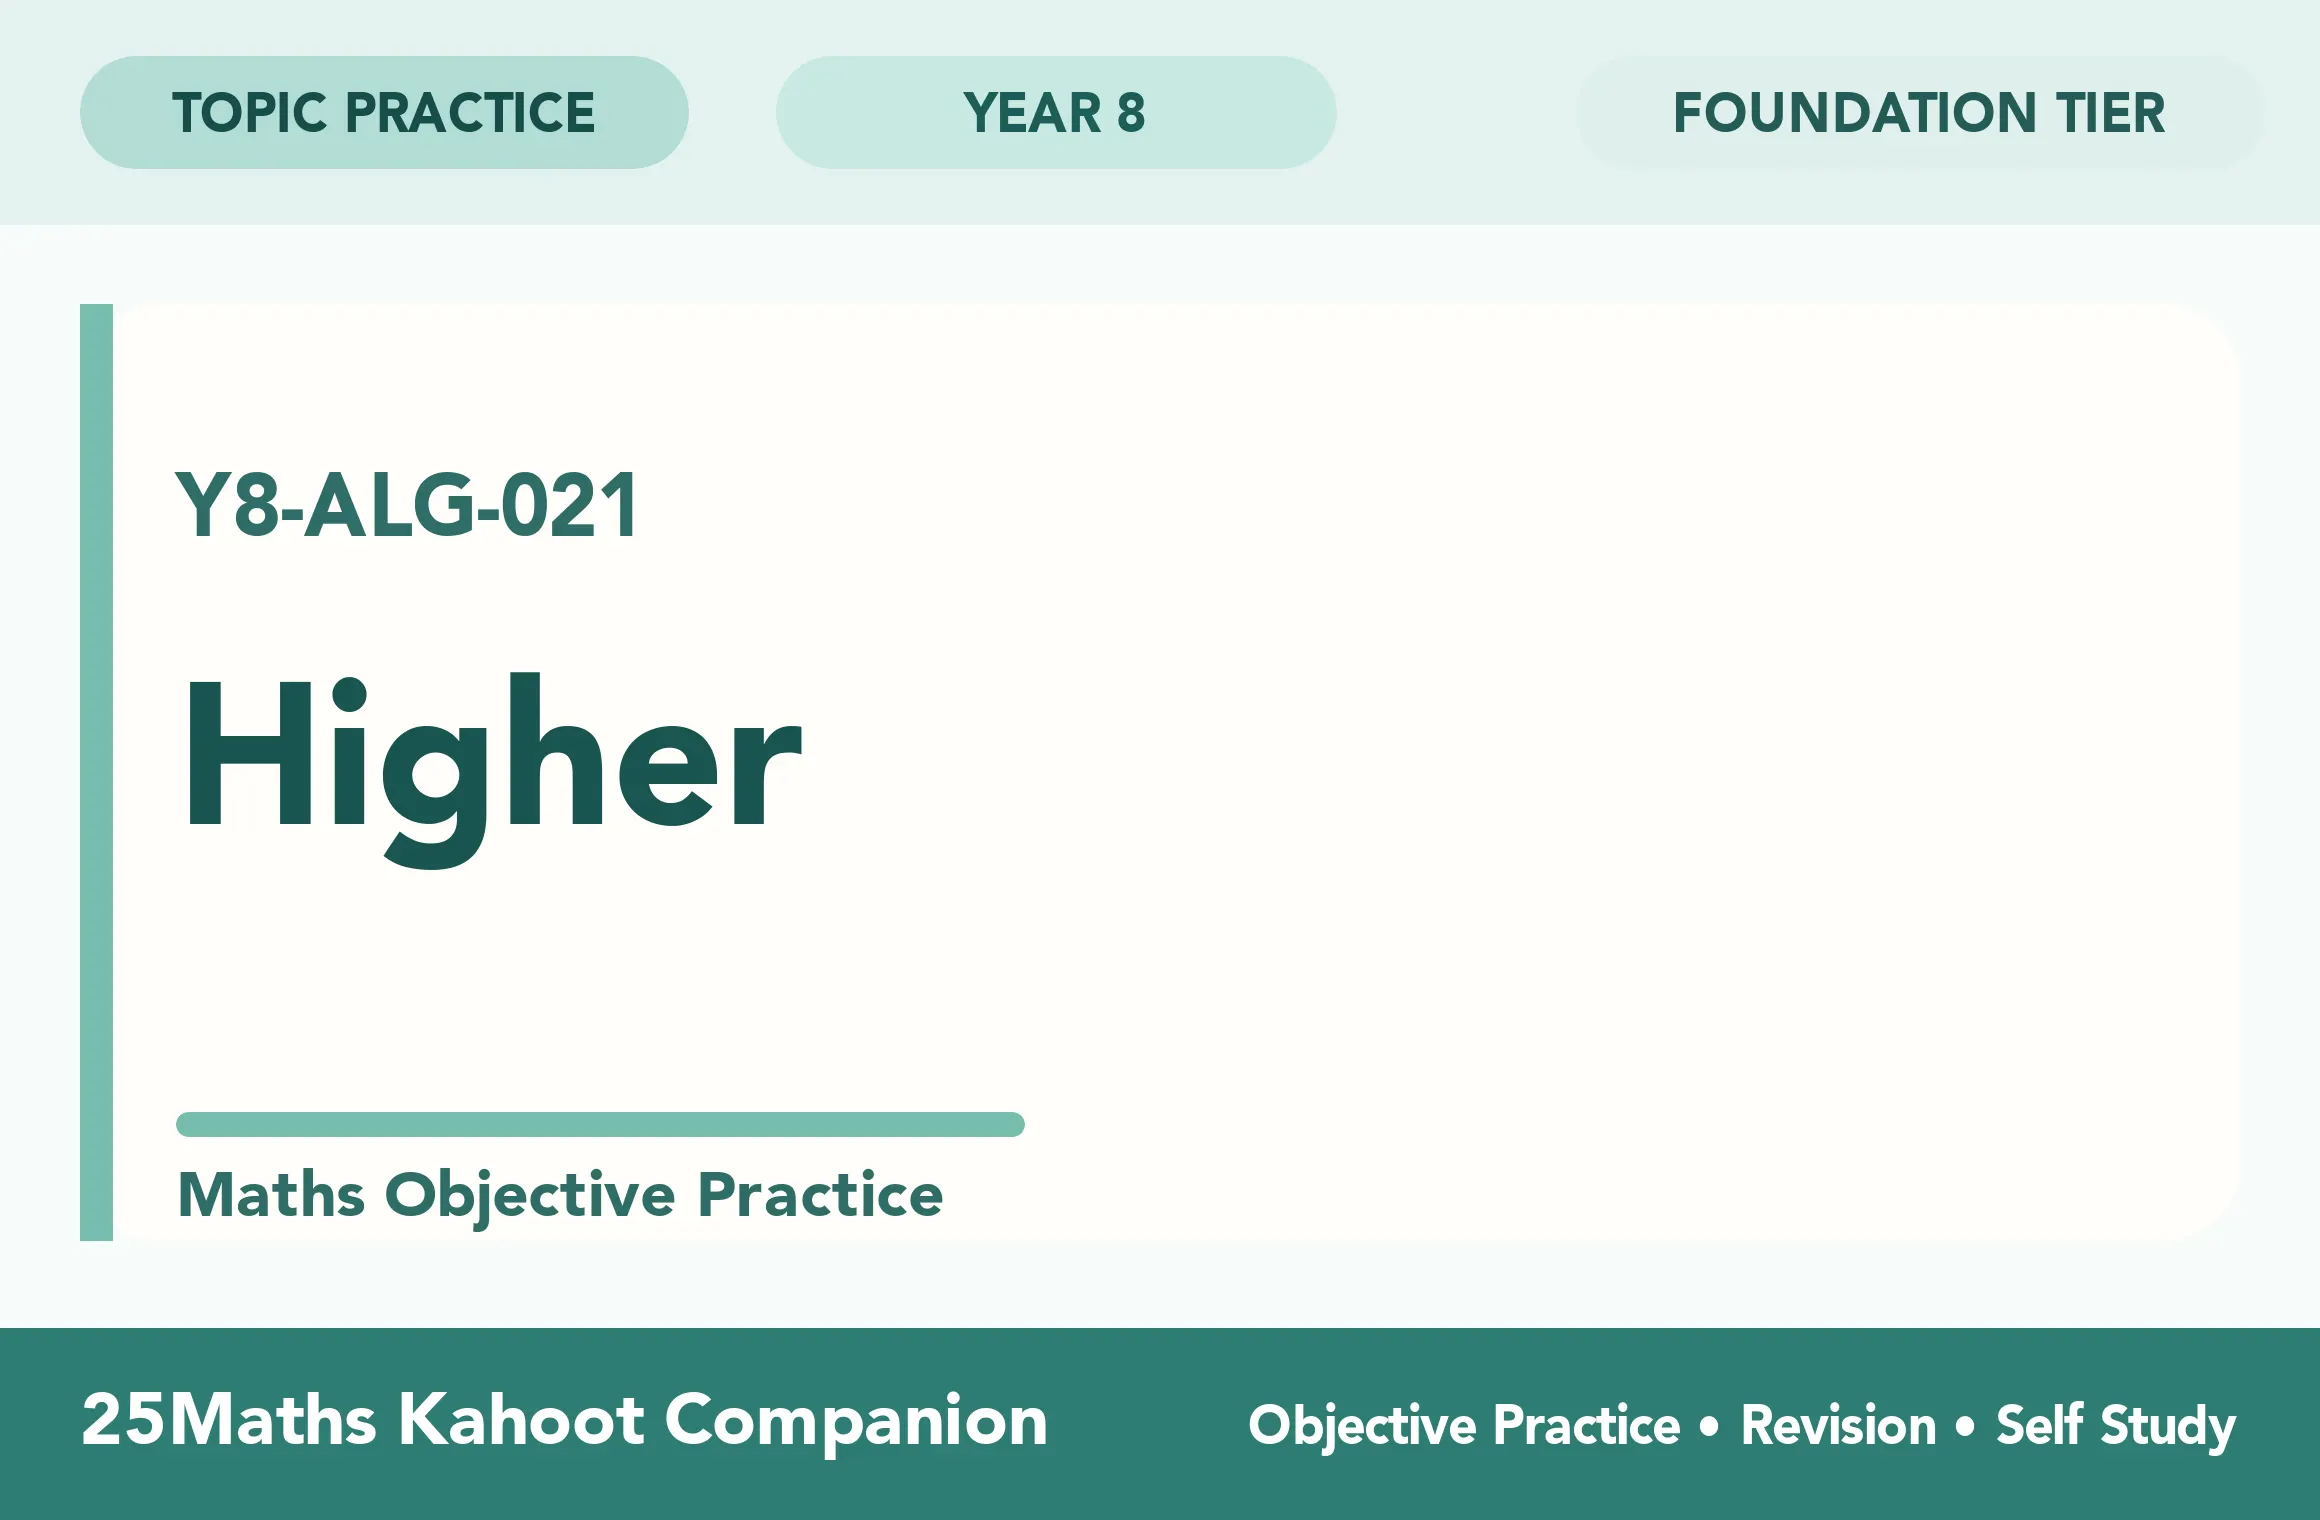 TOPIC PRACTICE
YEAR 8
FOUNDATION TIER
Y8-ALG-021
Higher
Maths Objective Practice
25Maths Kahoot Companion
Objective Practice • Revision • Self Study